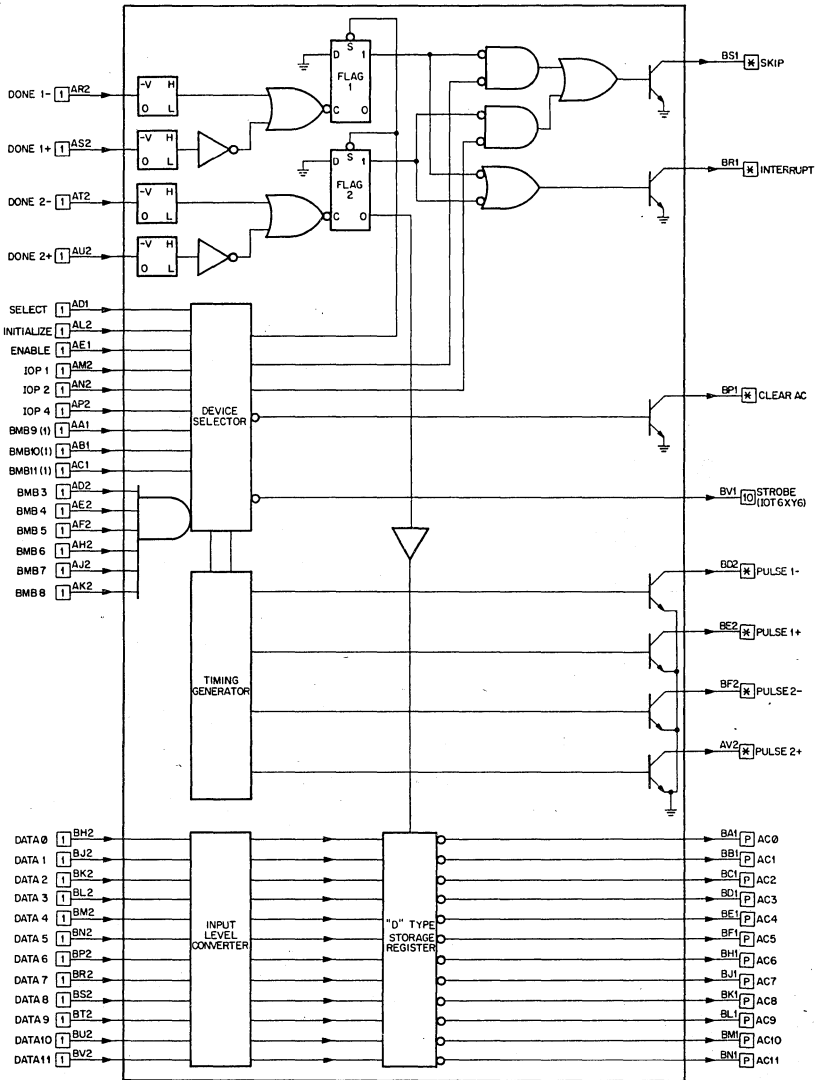 DONE 1- 1 AR2
-V H
O L
DONE 1+ 1 AS2
-V H
O L
DONE 2- 1 AT2
-V H
O L
DONE 2+ 1 AU2
-V H
O L
D S 1
FLAG
1
C O
D S 1
FLAG
2
C O
BS1 * SKIP
BR1 * INTERRUPT
SELECT 1 AD1
INITIALIZE 1 AL2
ENABLE 1 AE1
IOP 1 1 AM2
IOP 2 1 AN2
IOP 4 1 AP2
BMB9(1) 1 AA1
BMB10(1) 1 AB1
BMB11(1) 1 AC1
BMB 3 1 AD2
BMB 4 1 AE2
BMB 5 1 AF2
BMB 6 1 AH2
BMB 7 1 AJ2
BMB 8 1 AK2
DEVICE
SELECTOR
BP1 * CLEAR AC
BV1 10 STROBE
(IOT6XY6)
TIMING
GENERATOR
BD2 * PULSE 1-
BE2 * PULSE 1+
BF2 * PULSE 2-
AV2 * PULSE 2+
DATA0 1 BH2
DATA 1 1 BJ2
DATA 2 1 BK2
DATA 3 1 BL2
DATA 4 1 BM2
DATA 5 1 BN2
DATA 6 1 BP2
DATA 7 1 BR2
DATA 8 1 BS2
DATA 9 1 BT2
DATA10 1 BU2
DATA11 1 BV2
INPUT
LEVEL
CONVERTER
"D" TYPE
STORAGE
REGISTER
BA1 P AC0
BB1 P AC1
BC1 P AC2
BD1 P AC3
BE1 P AC4
BF1 P AC5
BH1 P AC6
BJ1 P AC7
BK1 P AC8
BL1 P AC9
BM1 P AC10
BN1 P AC11